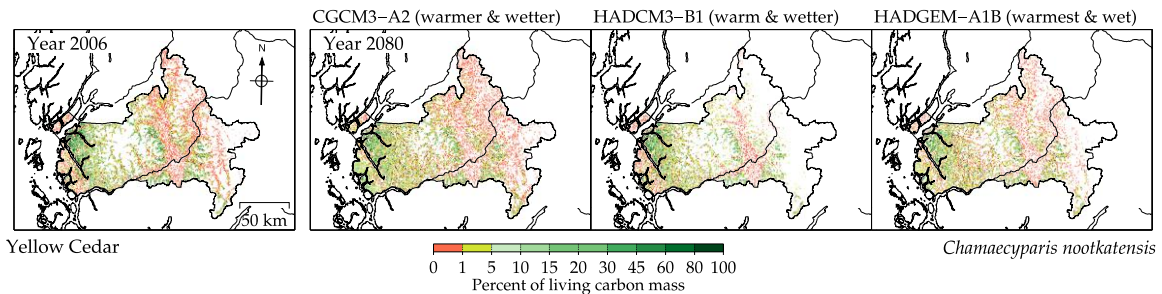 CGCM3−A2 (warmer & wetter)
HADCM3−B1 (warm & wetter)
HADGEM−A1B (warmest & wet)
Year 2006
N
Year 2080
50 km
Yellow Cedar
Chamaecyparis nootkatensis
0 1 5 10 15 20 30 45 60 80 100
Percent of living carbon mass